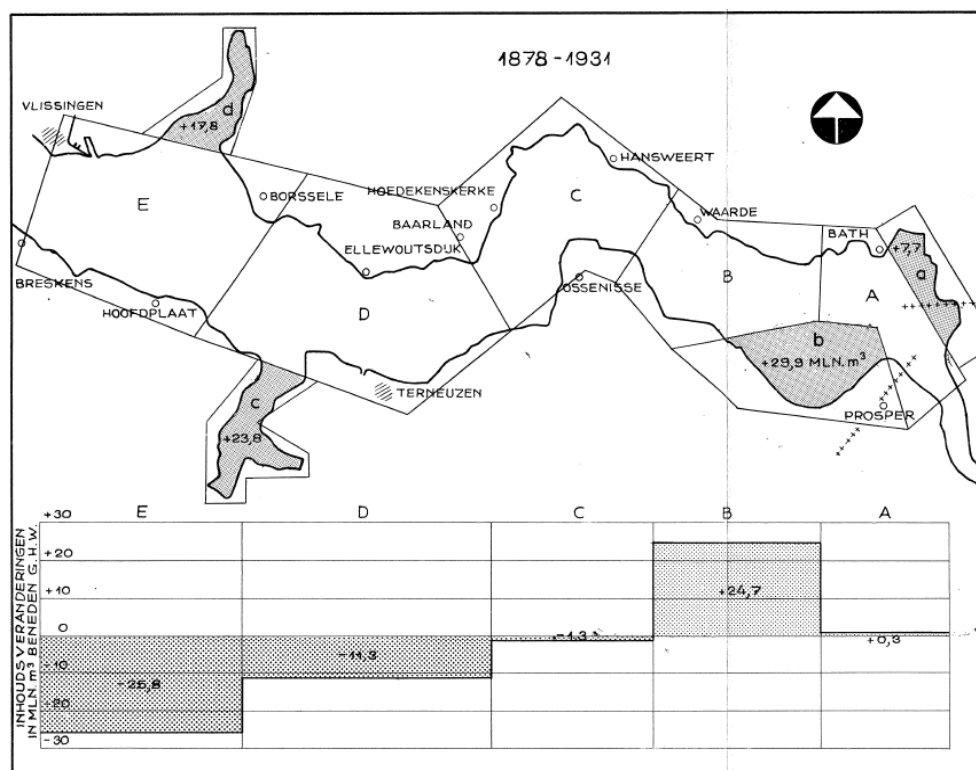 1878-1931
VLISSINGEN
d
+17,8
HANSWEERT
E
BORSSELE
HOEDEKENSKERKE
C
WAARDE
BAARLAND
BATH
+7,7
ELLEWOUTSDIJK
a
BRESKENS
OSSENISSE
B
A
HOOFDPLAAT
D
b
+29,9 MLN. m³
c
TERNEUZEN
PROSPER
+23,8
E D C B A
INHOUDSVERANDERINGEN
IN MLN. m³ BENEDEN G.H.W.
+30
+20
+10
0
+10
+20
-30
-25,8
-11,3
-1,3
+24,7
+0,3